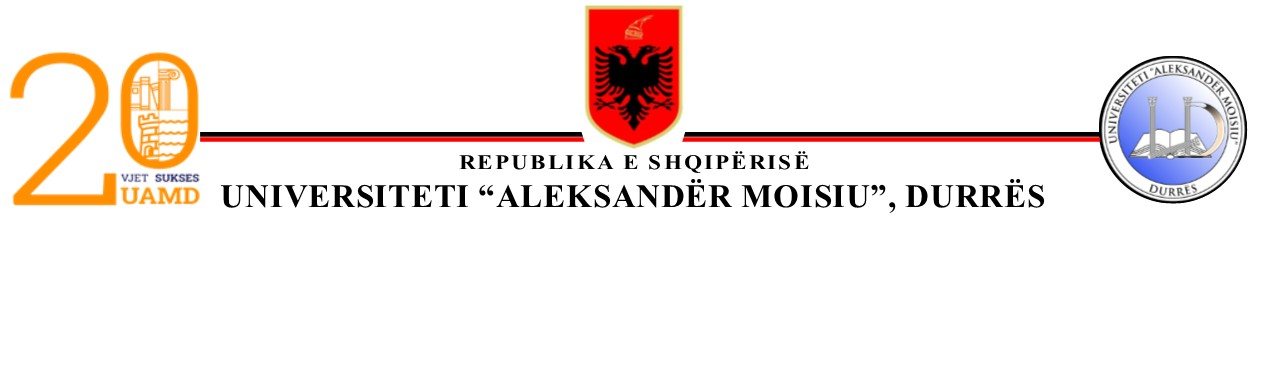 20
VJET SUKSES
UAMD
REPUBLIKA E SHQIPËRISË
UNIVERSITETI “ALEKSANDËR MOISIU”, DURRËS
UNIVERSITETI "ALEKSANDËR MOISIU"
DURRËS